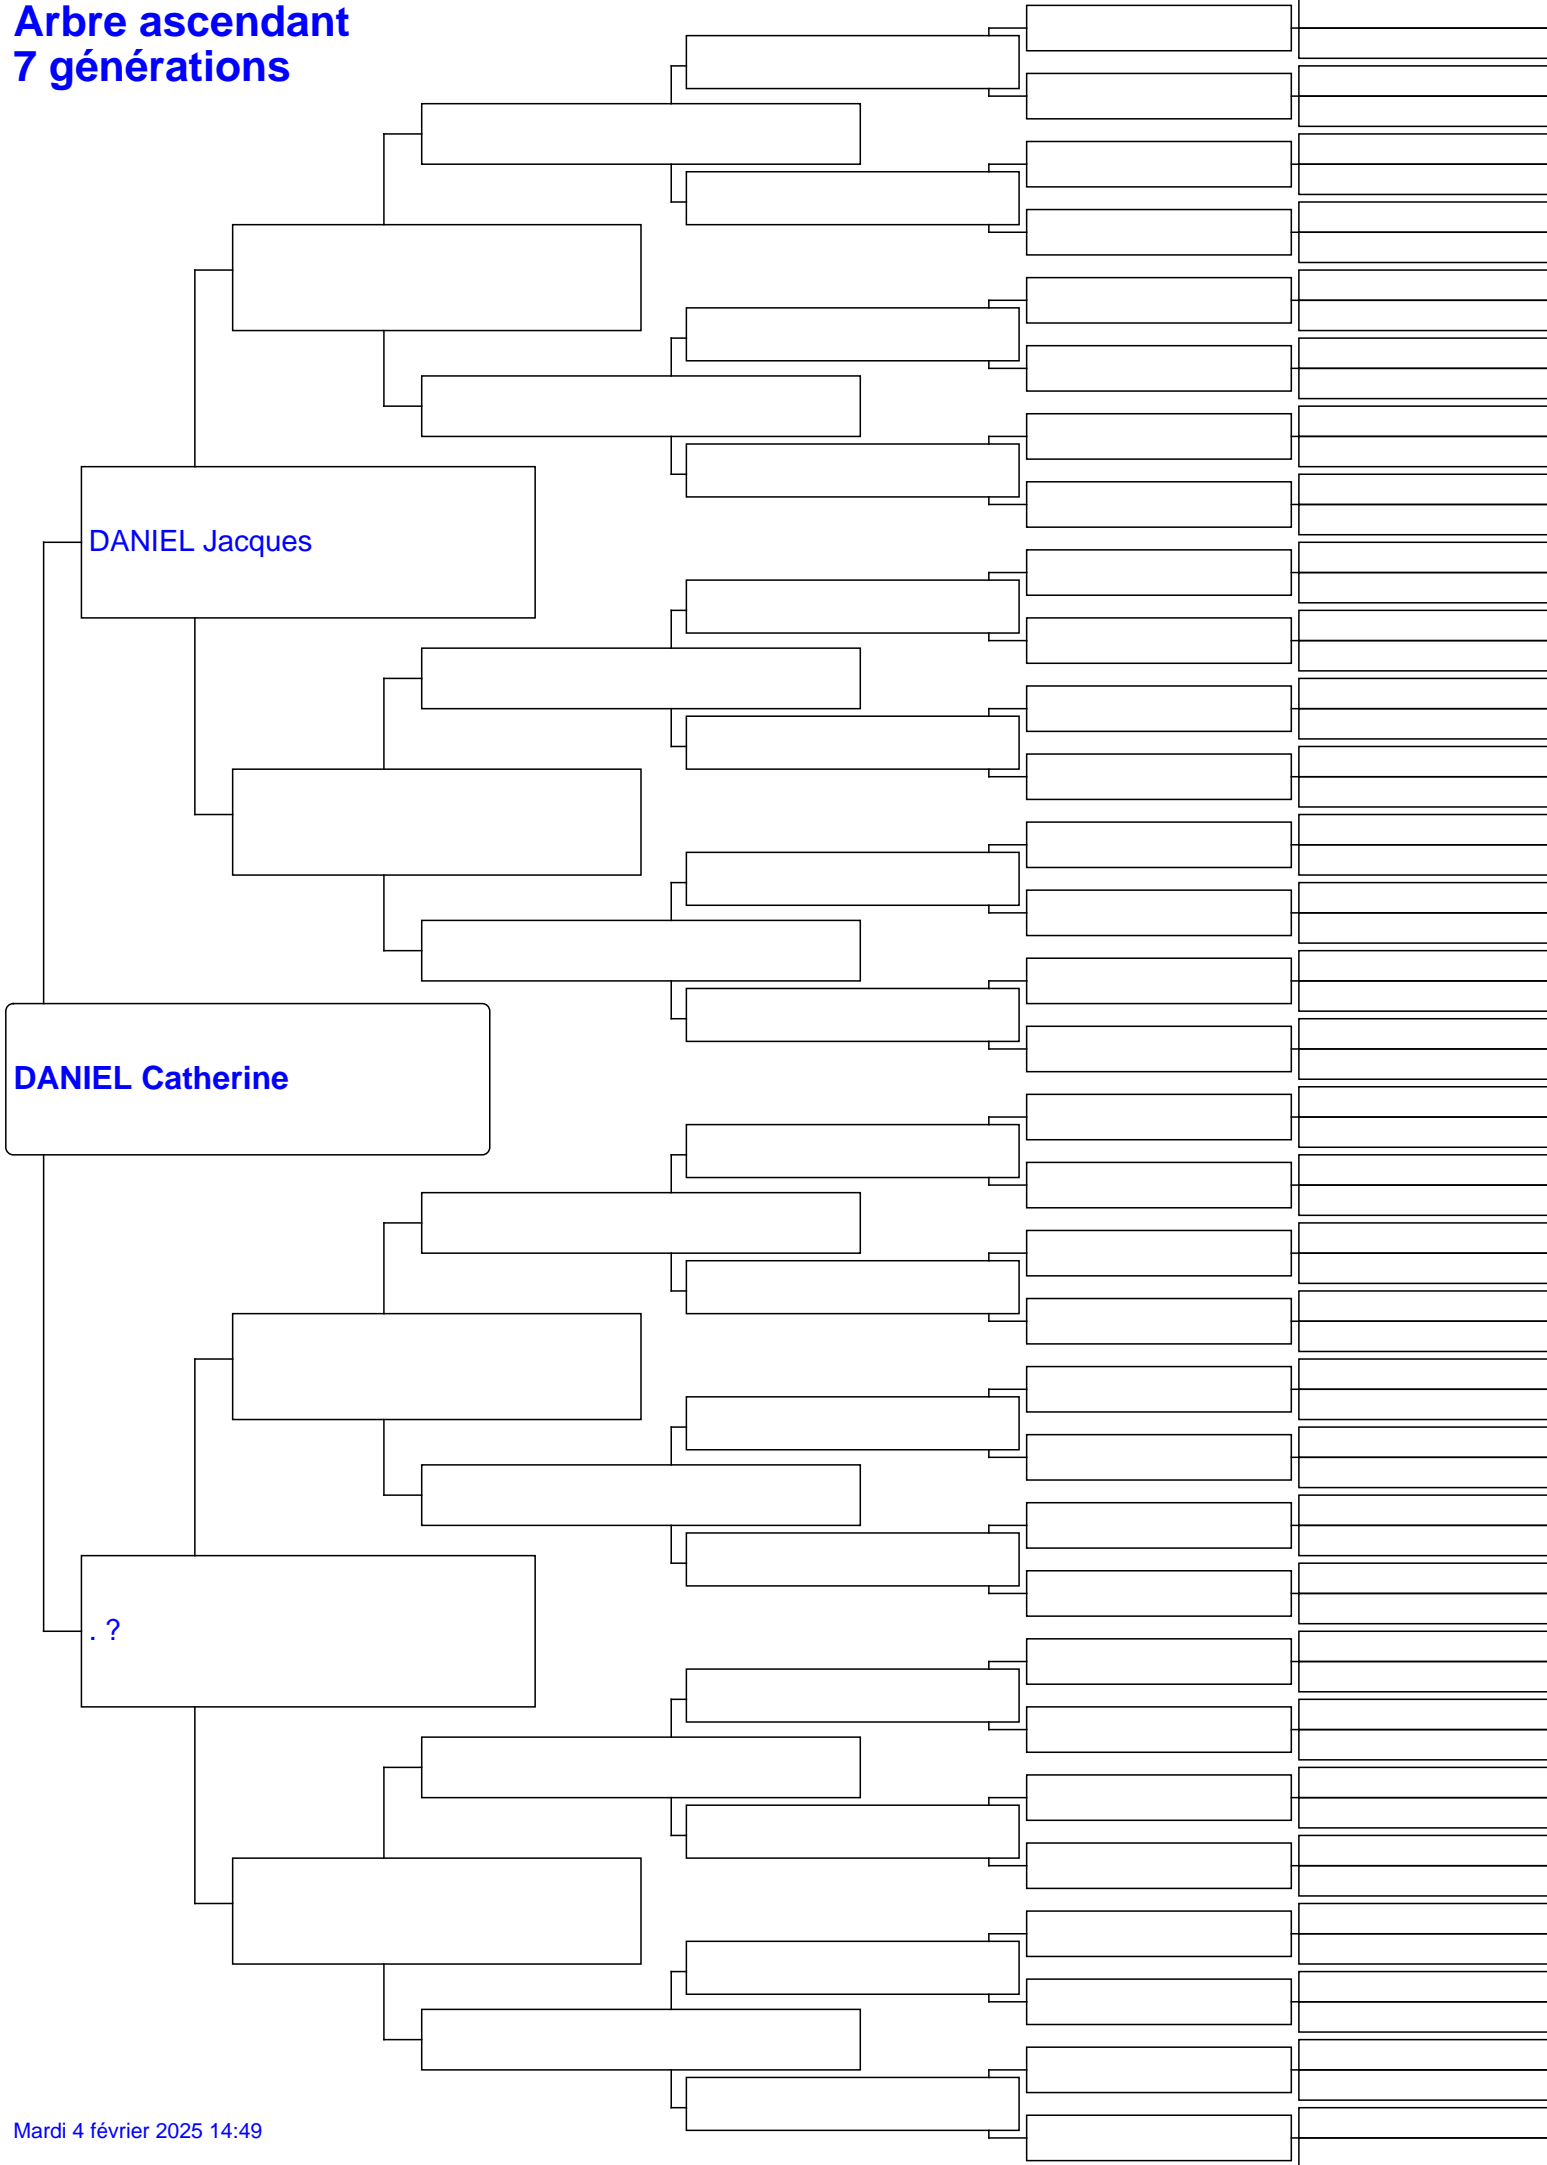 Arbre ascendant
7 générations
DANIEL Jacques
DANIEL Catherine
. ?
Mardi 4 février 2025 14:49